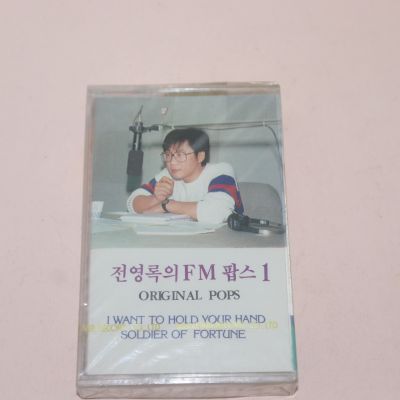 전영록의 FM 팝스 1
ORIGINAL POPS
I WANT TO HOLD YOUR HAND
SOLDIER OF FORTUNE